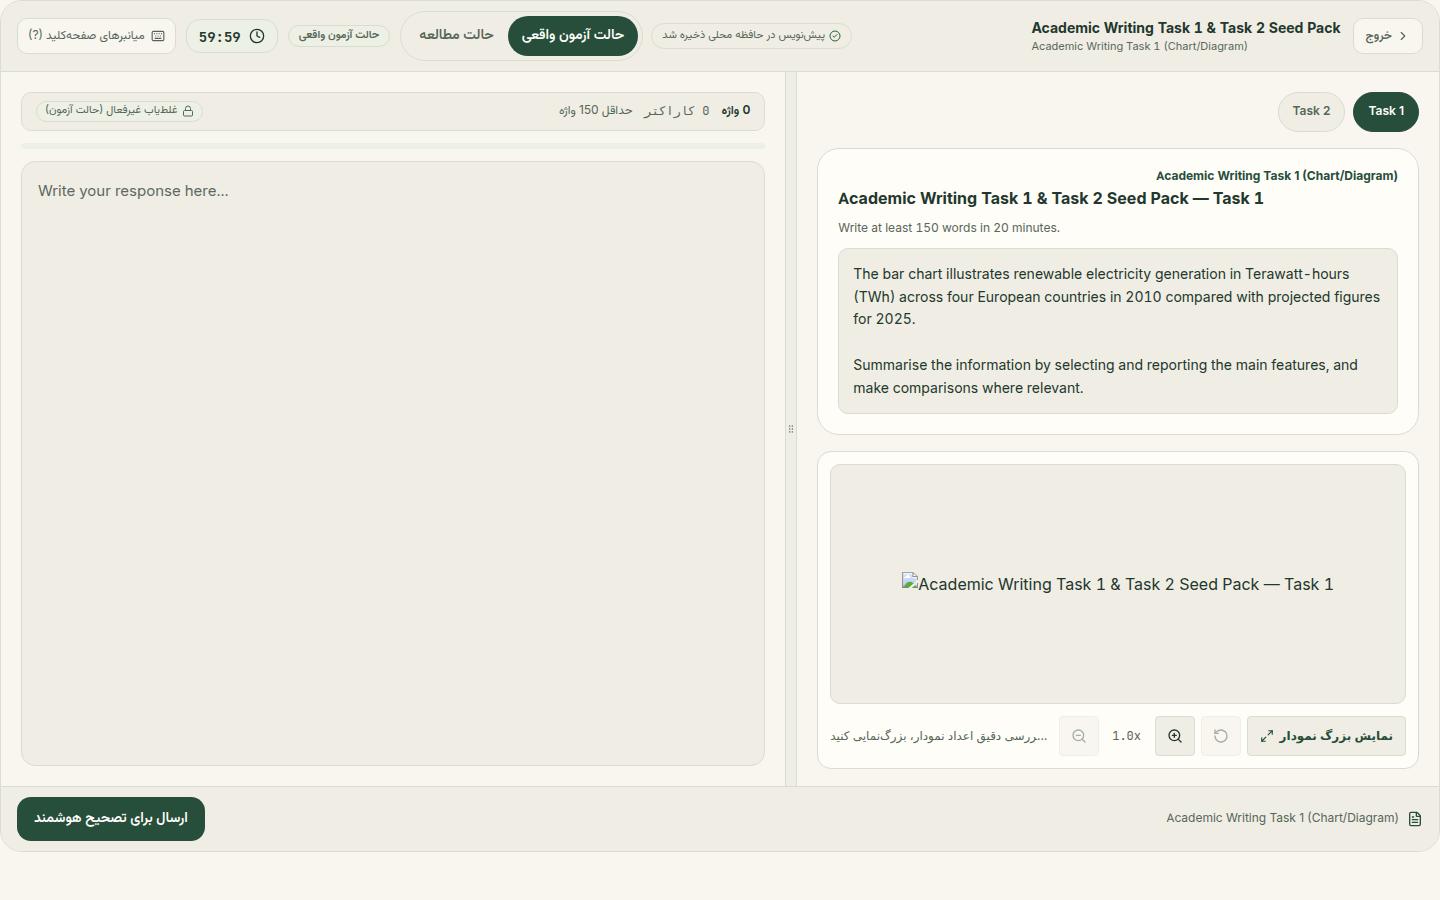 خروج
Academic Writing Task 1 & Task 2 Seed Pack
Academic Writing Task 1 (Chart/Diagram)
پیش‌نویس در حافظه محلی ذخیره شد
حالت آزمون واقعی
حالت مطالعه
حالت آزمون واقعی
59:59
میانبرهای صفحه‌کلید (?)
Task 1
Task 2
Academic Writing Task 1 (Chart/Diagram)
Academic Writing Task 1 & Task 2 Seed Pack — Task 1
Write at least 150 words in 20 minutes.
The bar chart illustrates renewable electricity generation in Terawatt-hours
(TWh) across four European countries in 2010 compared with projected figures
for 2025.
Summarise the information by selecting and reporting the main features, and
make comparisons where relevant.
Academic Writing Task 1 & Task 2 Seed Pack — Task 1
نمایش بزرگ نمودار
1.0x
...ررسی دقیق اعداد نمودار، بزرگ‌نمایی کنید
0 واژه
0 کاراکتر
حداقل 150 واژه
غلط‌یاب غیرفعال (حالت آزمون)
Write your response here...
Academic Writing Task 1 (Chart/Diagram)
ارسال برای تصحیح هوشمند